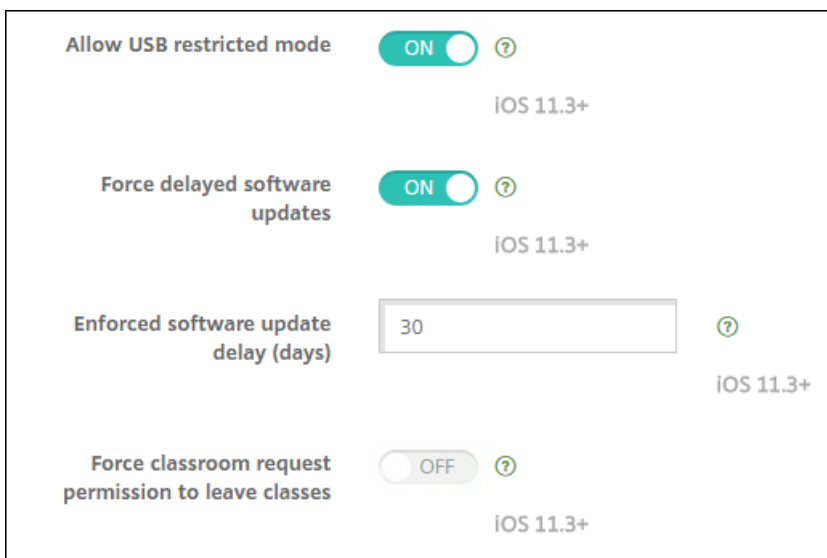 Allow USB restricted mode ON ?
iOS 11.3+
Force delayed software
updates ON ?
iOS 11.3+
Enforced software update
delay (days) 30 ?
iOS 11.3+
Force classroom request
permission to leave classes OFF ?
iOS 11.3+